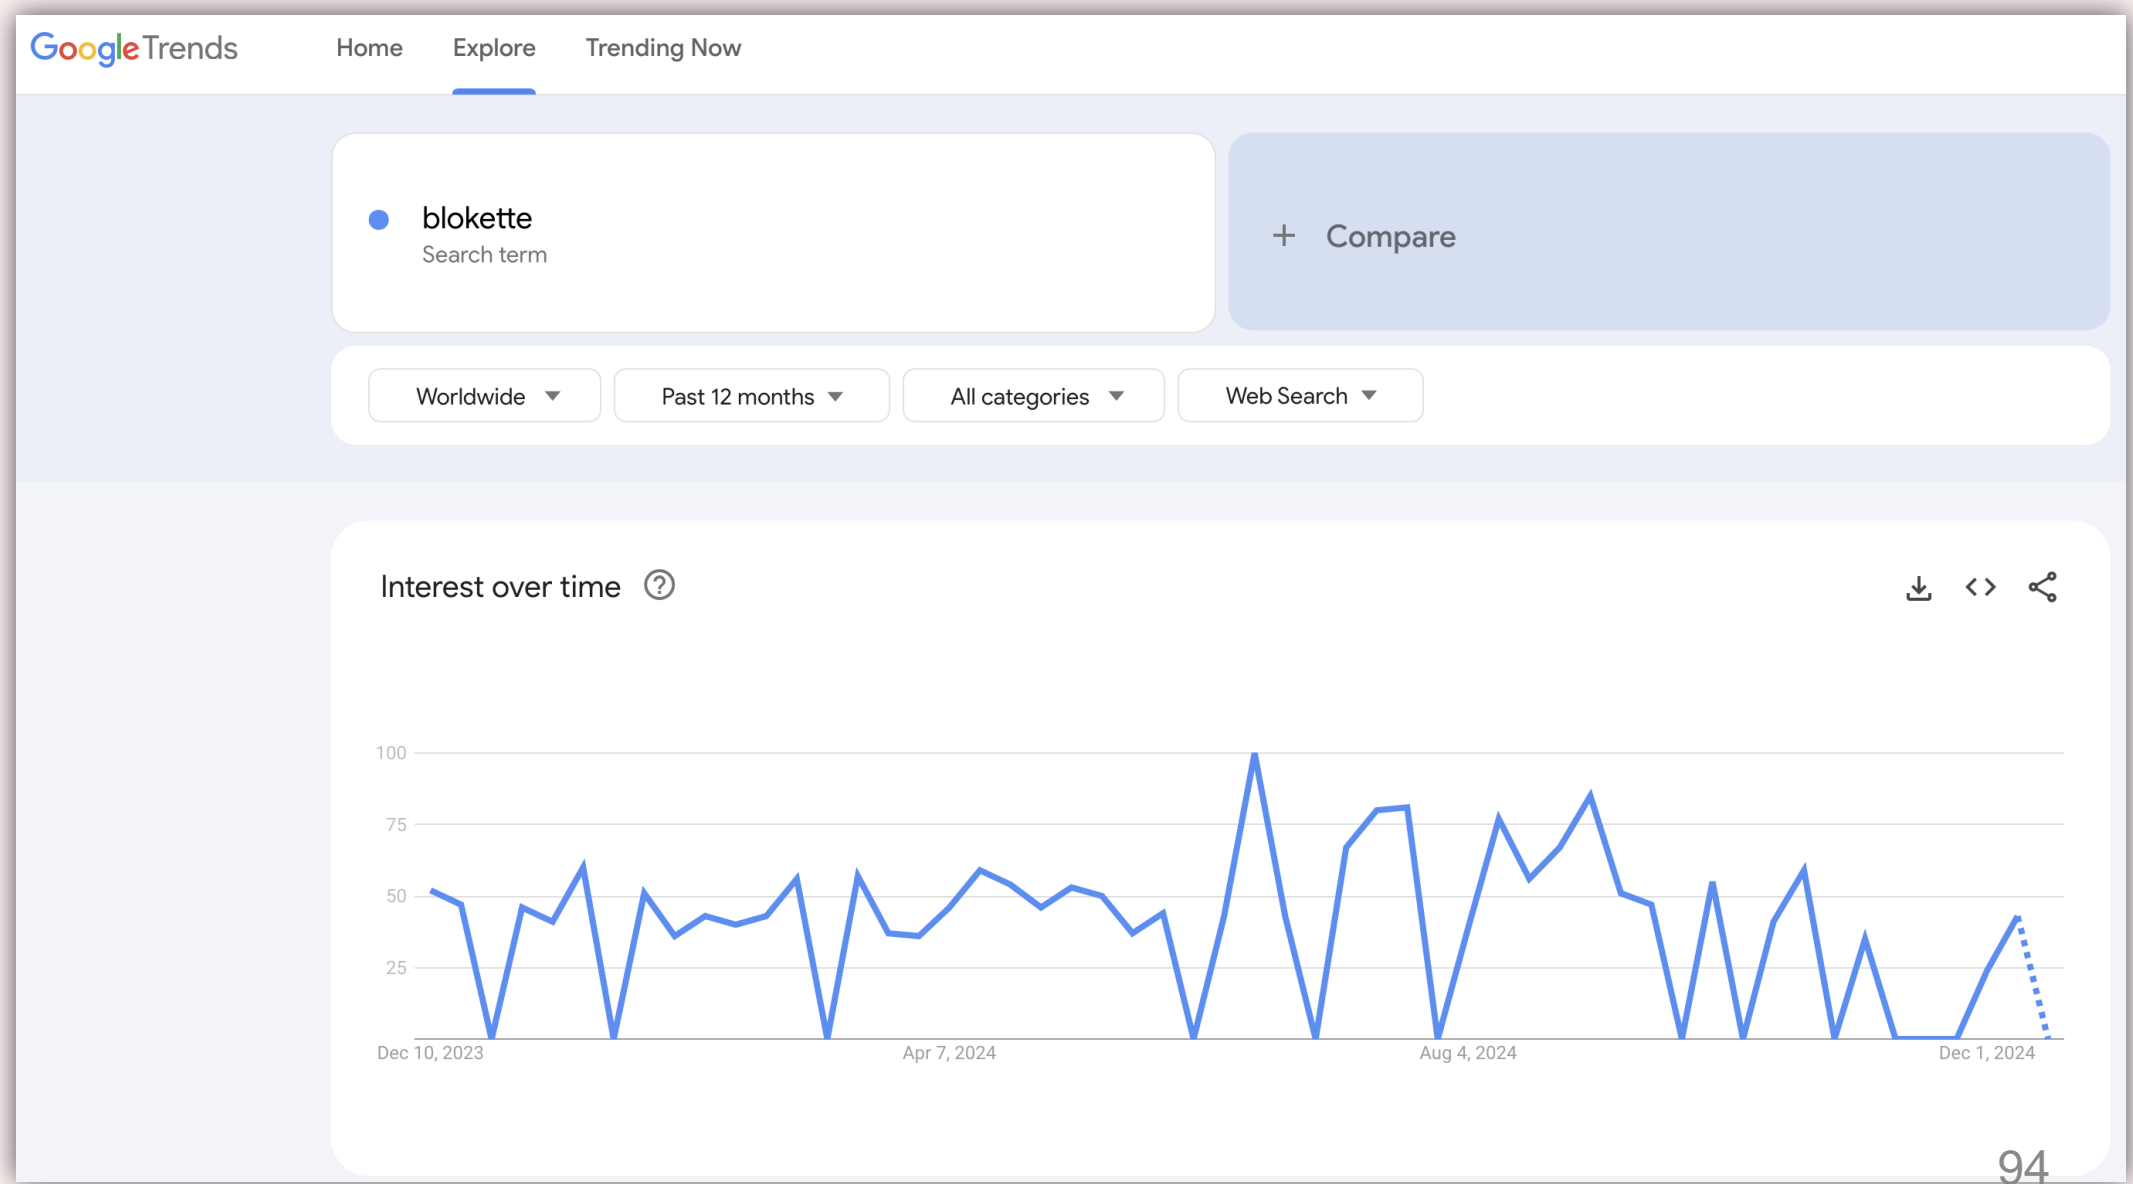 Google Trends
Home Explore Trending Now
blokette
Search term
+ Compare
Worldwide Past 12 months All categories Web Search
Interest over time ?
100
75
50
25
Dec 10, 2023 Apr 7, 2024 Aug 4, 2024 Dec 1, 2024
94